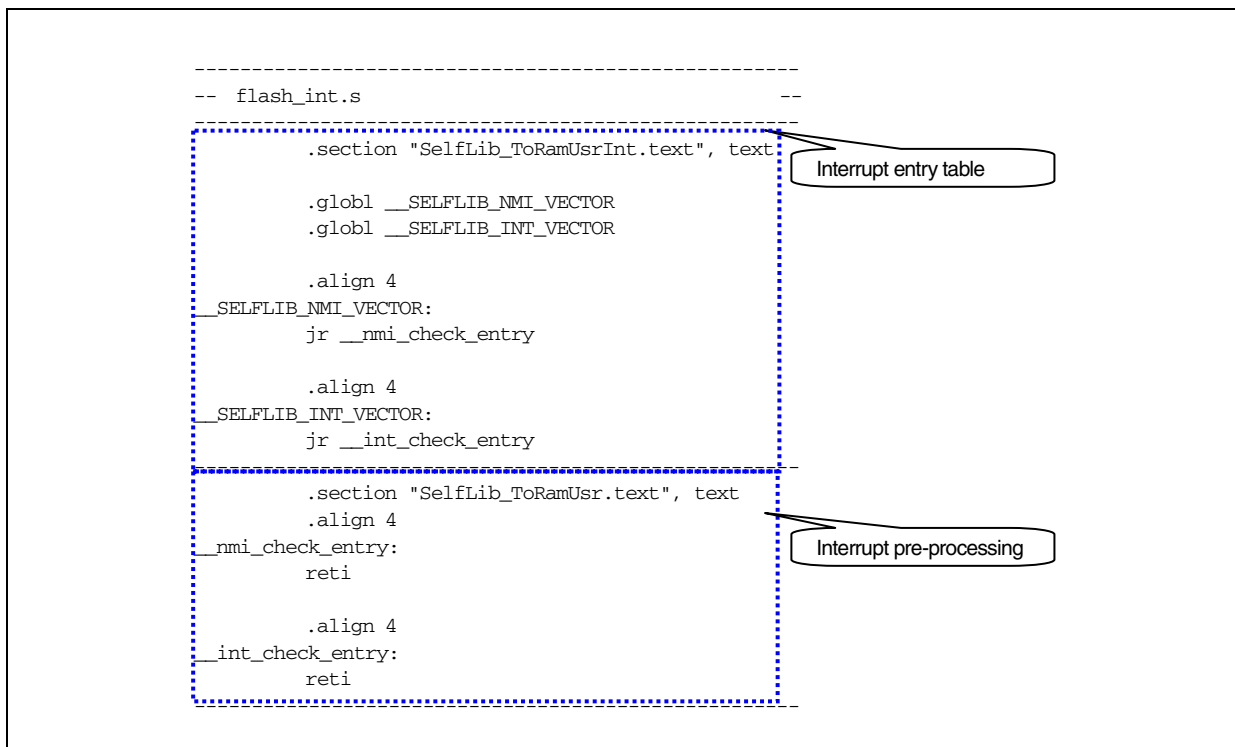 -----------------------------------------------------
-- flash_int.s --
-----------------------------------------------------
.section "SelfLib_ToRamUsrInt.text", text
Interrupt entry table
.globl __SELFLIB_NMI_VECTOR
.globl __SELFLIB_INT_VECTOR
.align 4
__SELFLIB_NMI_VECTOR:
jr __nmi_check_entry
.align 4
__SELFLIB_INT_VECTOR:
jr __int_check_entry
-----------------------------------------------------
.section "SelfLib_ToRamUsr.text", text
.align 4
__nmi_check_entry:
Interrupt pre-processing
reti
.align 4
__int_check_entry:
reti
-----------------------------------------------------